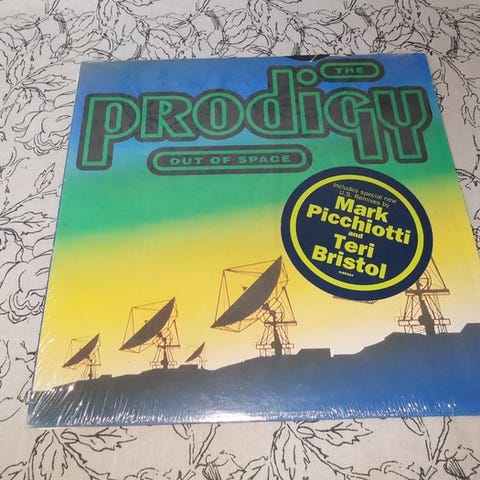 THE
PRODIGY
OUT OF SPACE
Includes special new
U.S. Remixes by
Mark
Picchiotti
and
Teri
Bristol